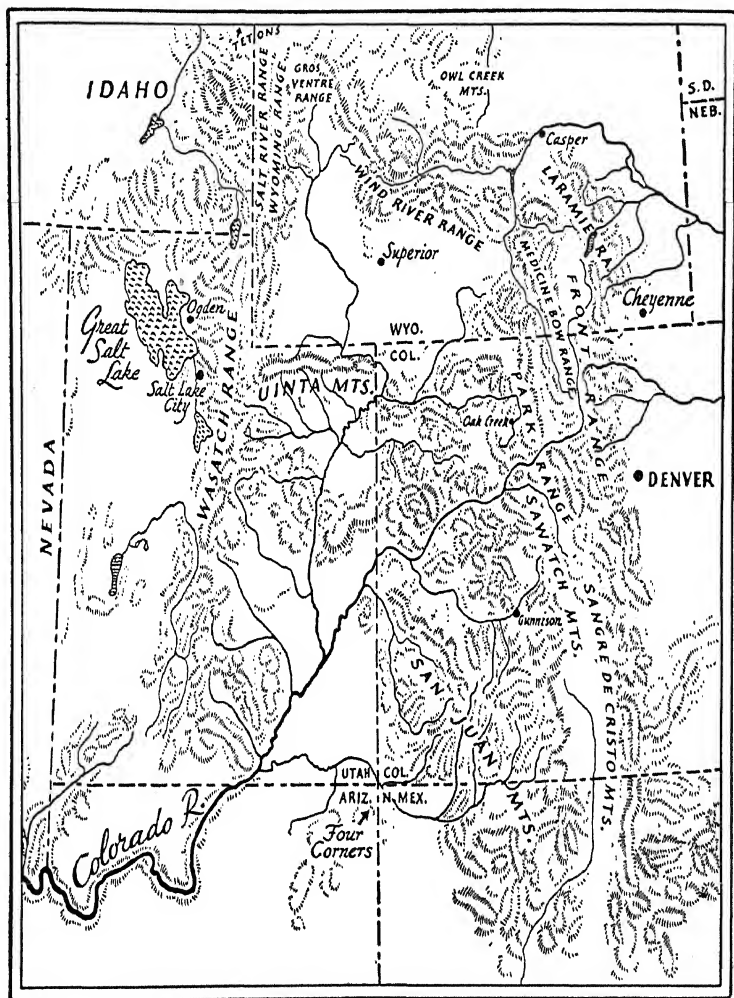 TETONS
IDAHO
SALT RIVER RANGE
WYOMING RANGE
GROS
VENTRE
RANGE
OWL CREEK
MTS.
S.D.
NEB.
Casper
WIND RIVER RANGE
LARAMIE RA.
Superior
MEDICINE BOW RANGE
FRONT RANGE
Cheyenne
Great
Salt
Lake
Ogden
Salt Lake
City
WASATCH RANGE
WYO.
COL.
UINTA MTS.
Oak Creek
PARK RANGE
DENVER
NEVADA
SAWATCH MTS.
SANGRE DE CRISTO MTS.
Gunnison
SAN JUAN MTS.
UTAH COL.
ARIZ. N.MEX.
Four
Corners
Colorado R.